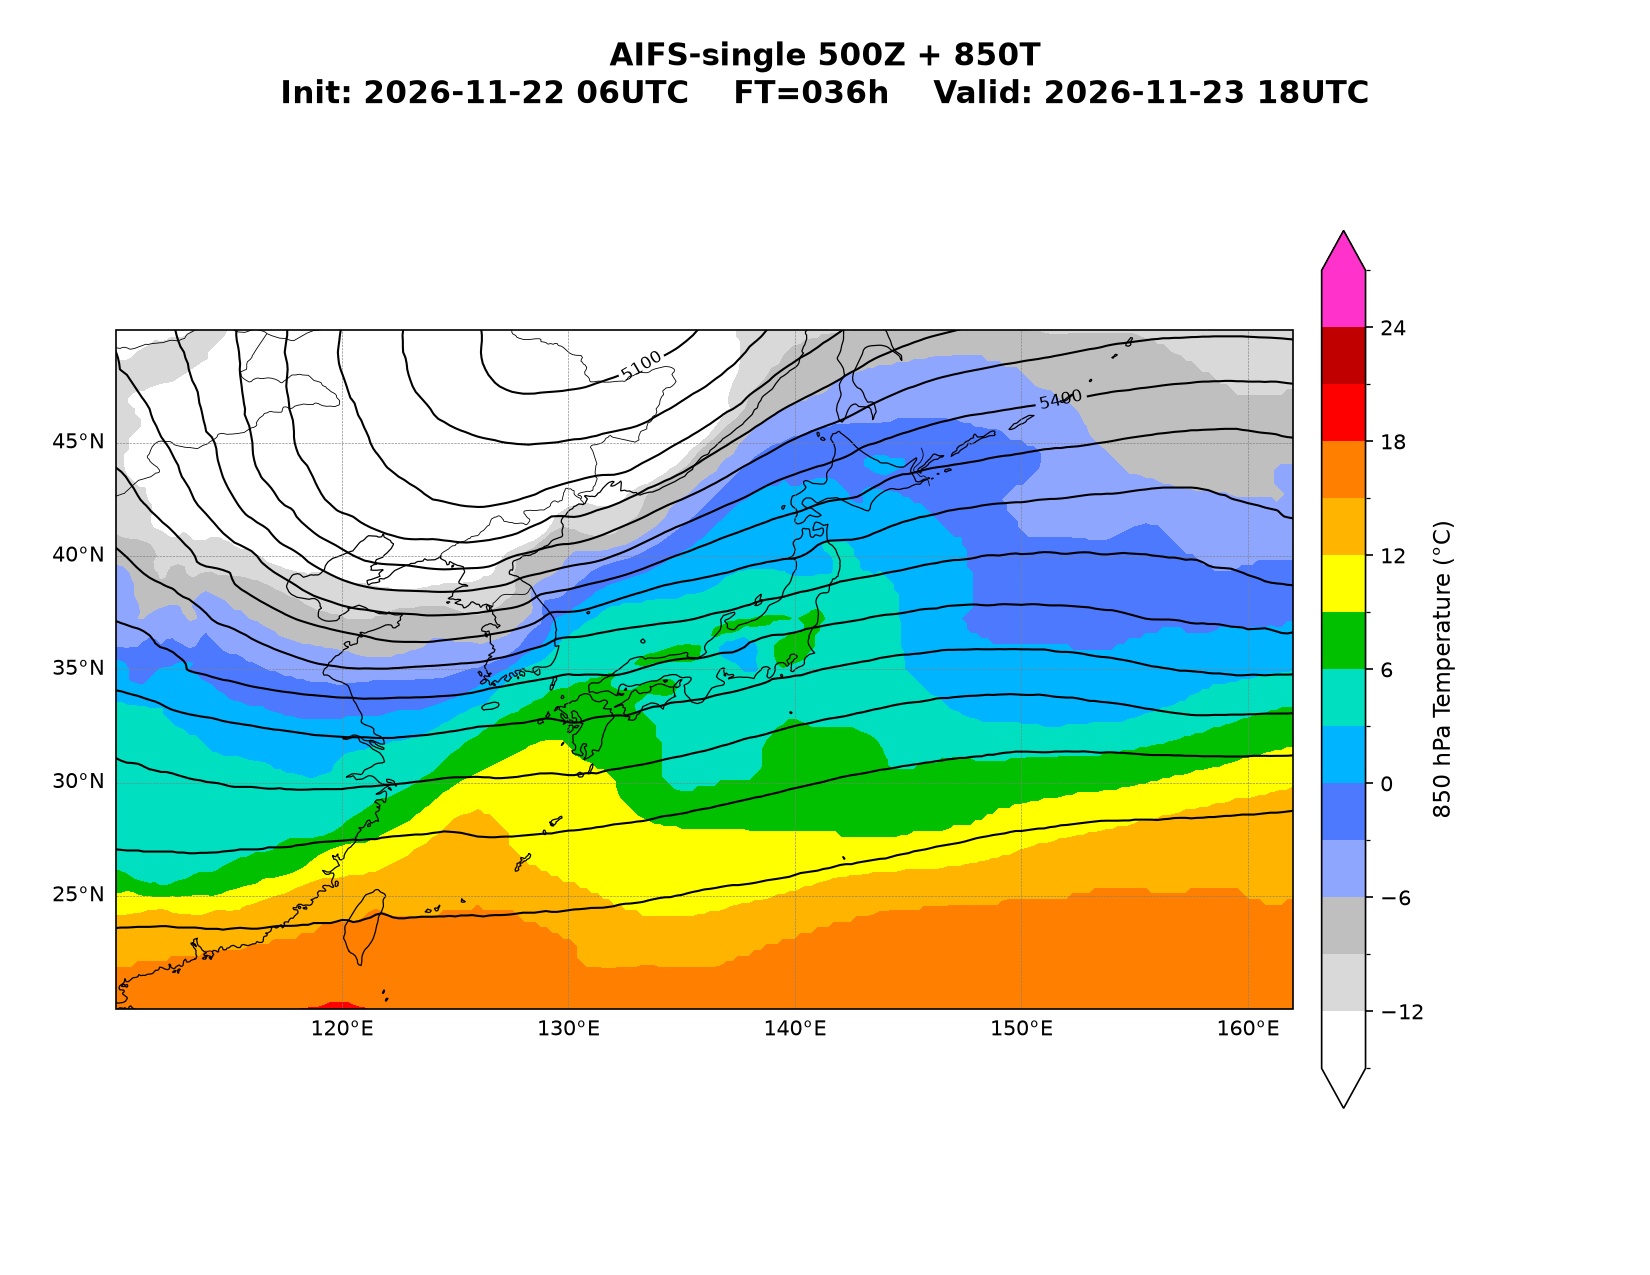 AIFS-single 500Z + 850T
Init: 2026-11-22 06UTC    FT=036h    Valid: 2026-11-23 18UTC
5100
5400
45°N
40°N
35°N
30°N
25°N
120°E
130°E
140°E
150°E
160°E
24
18
12
6
0
−6
−12
850 hPa Temperature (°C)